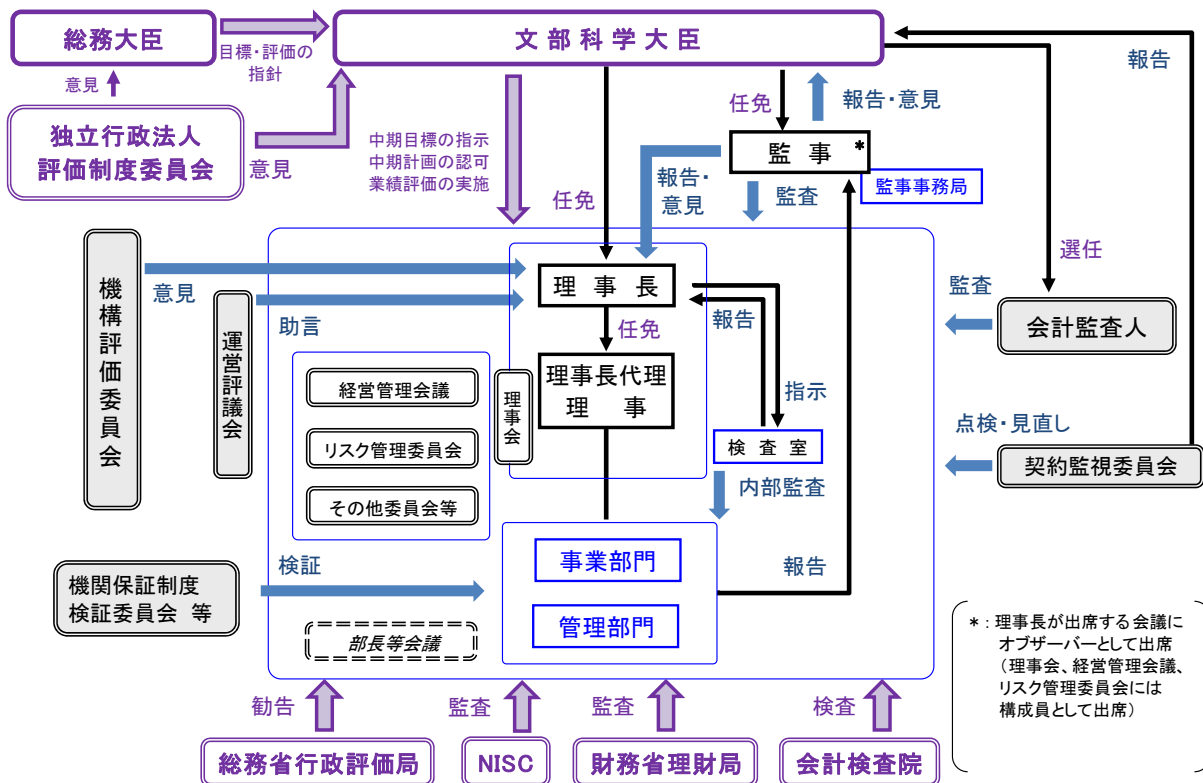 総務大臣
目標・評価の
指針
文部科学大臣
報告
意見
独立行政法人
評価制度委員会
意見
中期目標の指示
中期計画の認可
業績評価の実施
任免
任免
報告・意見
監事*
監事事務局
報告・
意見
監査
選任
機構評価委員会
意見
運営評議会
助言
理事長
任免
報告
指示
監査
会計監査人
経営管理会議
リスク管理委員会
その他委員会等
理事会
理事長代理
理事
検査室
内部監査
点検・見直し
契約監視委員会
機関保証制度
検証委員会 等
検証
事業部門
管理部門
報告
部長等会議
*：理事長が出席する会議に
オブザーバーとして出席
（理事会、経営管理会議、
リスク管理委員会には
構成員として出席）
勧告
監査
監査
検査
総務省行政評価局
NISC
財務省理財局
会計検査院